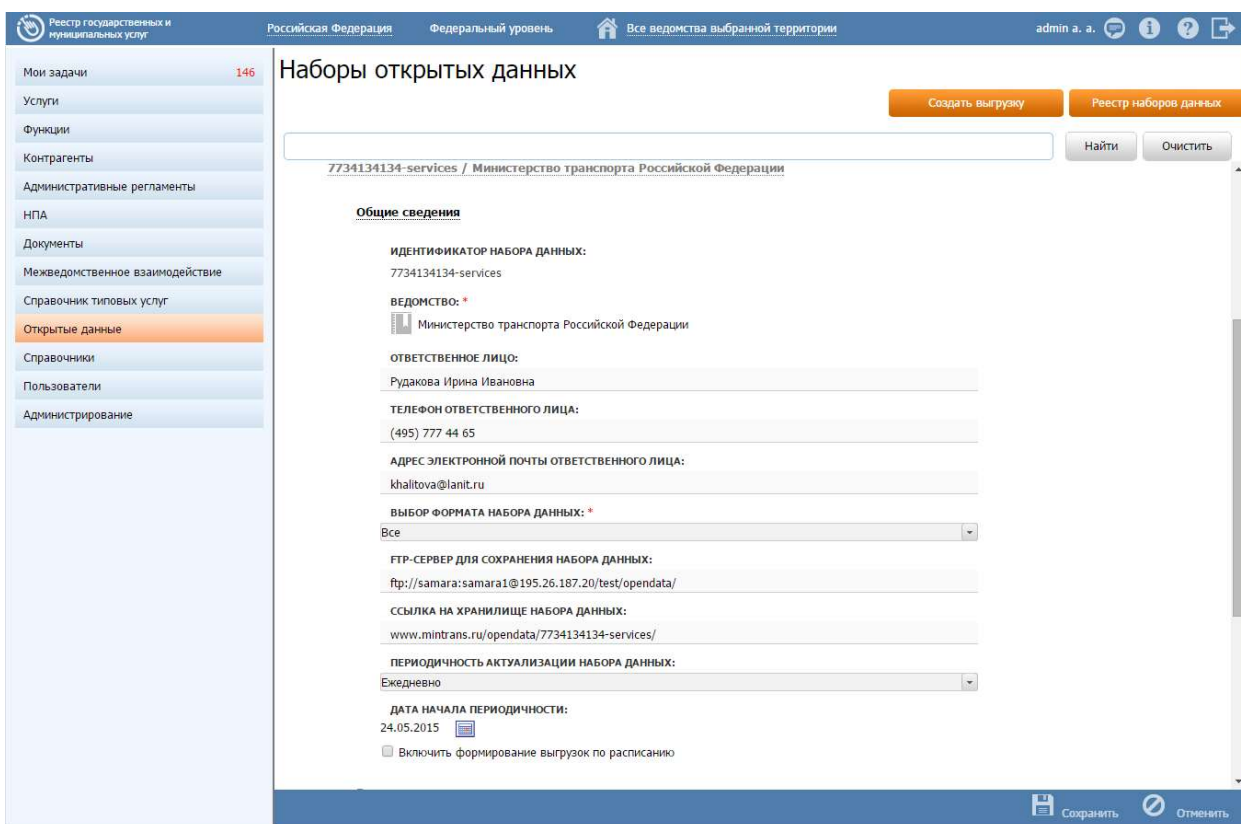 Реестр государственных и
муниципальных услуг
Российская Федерация
Федеральный уровень
Все ведомства выбранной территории
admin a. a.
Мои задачи 146
Услуги
Функции
Контрагенты
Административные регламенты
НПА
Документы
Межведомственное взаимодействие
Справочник типовых услуг
Открытые данные
Справочники
Пользователи
Администрирование
Наборы открытых данных
Создать выгрузку
Реестр наборов данных
Найти
Очистить
7734134134-services / Министерство транспорта Российской Федерации
Общие сведения
ИДЕНТИФИКАТОР НАБОРА ДАННЫХ:
7734134134-services
ВЕДОМСТВО: *
Министерство транспорта Российской Федерации
ОТВЕТСТВЕННОЕ ЛИЦО:
Рудакова Ирина Ивановна
ТЕЛЕФОН ОТВЕТСТВЕННОГО ЛИЦА:
(495) 777 44 65
АДРЕС ЭЛЕКТРОННОЙ ПОЧТЫ ОТВЕТСТВЕННОГО ЛИЦА:
khalitova@lanit.ru
ВЫБОР ФОРМАТА НАБОРА ДАННЫХ: *
Все
FTP-СЕРВЕР ДЛЯ СОХРАНЕНИЯ НАБОРА ДАННЫХ:
ftp://samara:samara1@195.26.187.20/test/opendata/
ССЫЛКА НА ХРАНИЛИЩЕ НАБОРА ДАННЫХ:
www.mintrans.ru/opendata/7734134134-services/
ПЕРИОДИЧНОСТЬ АКТУАЛИЗАЦИИ НАБОРА ДАННЫХ:
Ежедневно
ДАТА НАЧАЛА ПЕРИОДИЧНОСТИ:
24.05.2015
Включить формирование выгрузок по расписанию
Сохранить
Отменить